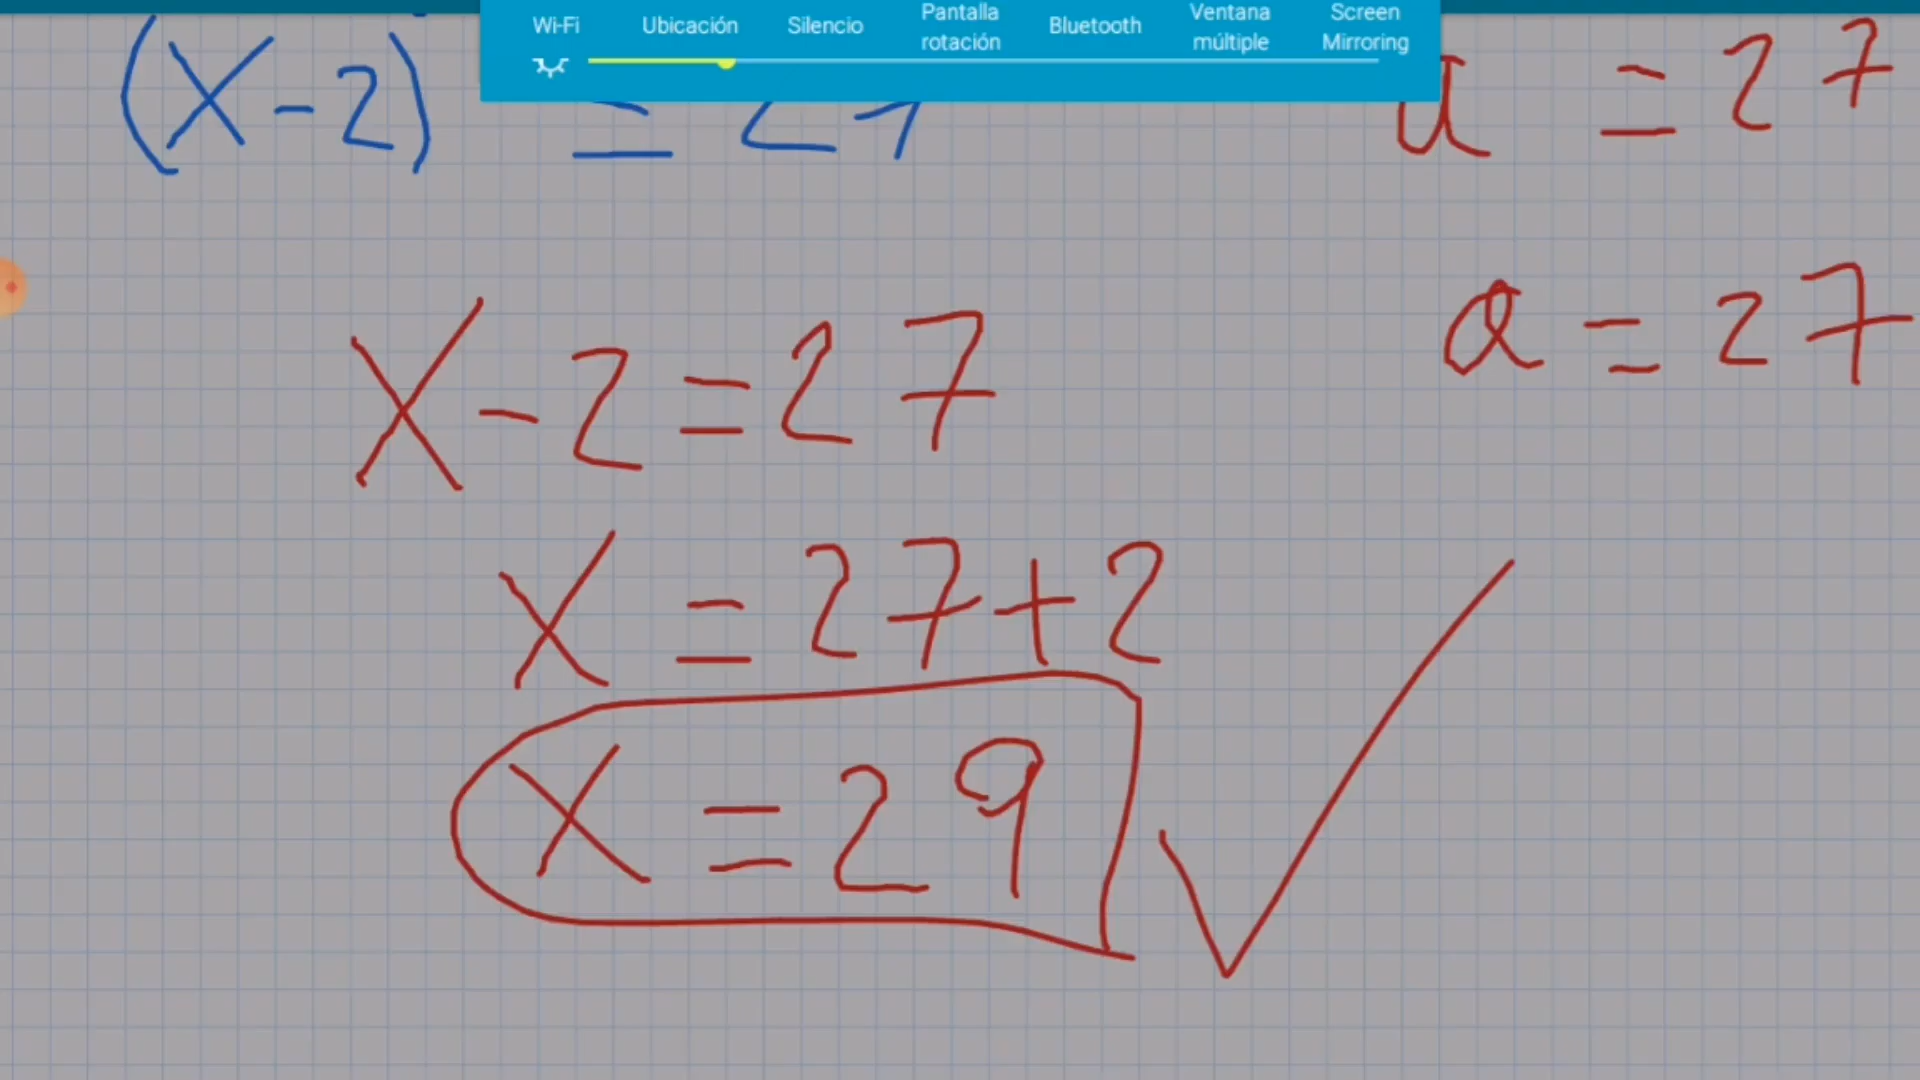 Wi-Fi Ubicación Silencio Pantalla rotación Bluetooth Ventana múltiple Screen Mirroring
(x-2) = 27
= 27
a = 27
x-2=27
x = 27+2
x = 29